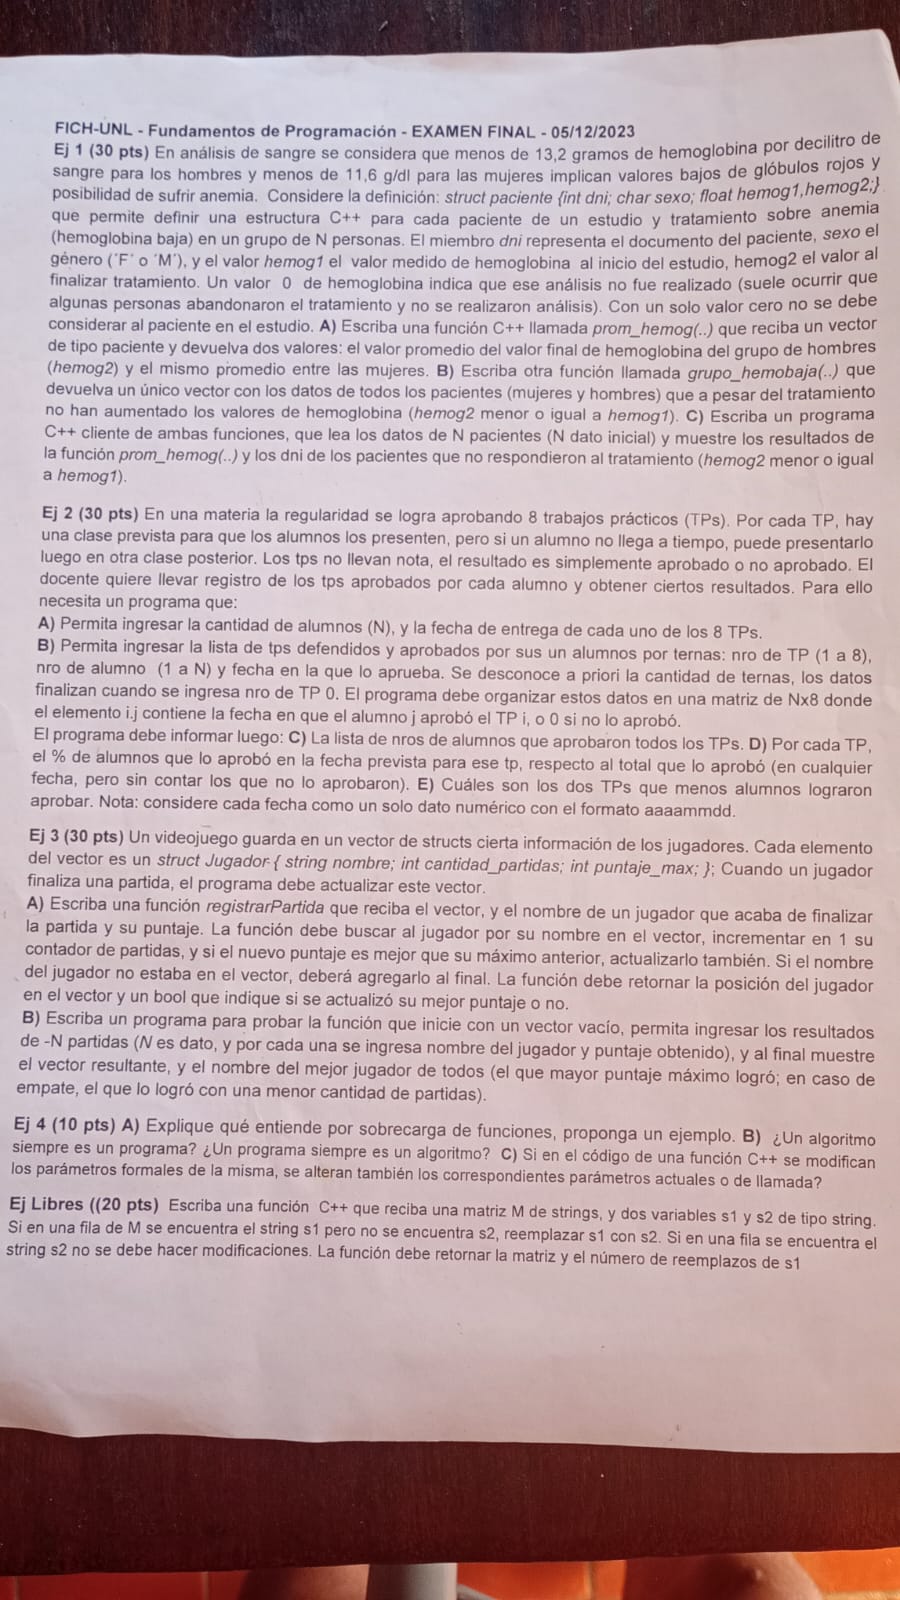 FICH-UNL - Fundamentos de Programación - EXAMEN FINAL - 05/12/2023
Ej 1 (30 pts) En análisis de sangre se considera que menos de 13,2 gramos de hemoglobina por decilitro de
sangre para los hombres y menos de 11,6 g/dl para las mujeres implican valores bajos de glóbulos rojos y
posibilidad de sufrir anemia. Considere la definición: struct paciente {int dni; char sexo; float hemog1,hemog2;}
que permite definir una estructura C++ para cada paciente de un estudio y tratamiento sobre anemia
(hemoglobina baja) en un grupo de N personas. El miembro dni representa el documento del paciente, sexo el
género (´F´ o ´M´), y el valor hemog1 el valor medido de hemoglobina al inicio del estudio, hemog2 el valor al
finalizar tratamiento. Un valor 0 de hemoglobina indica que ese análisis no fue realizado (suele ocurrir que
algunas personas abandonaron el tratamiento y no se realizaron análisis). Con un solo valor cero no se debe
considerar al paciente en el estudio. A) Escriba una función C++ llamada prom_hemog(..) que reciba un vector
de tipo paciente y devuelva dos valores: el valor promedio del valor final de hemoglobina del grupo de hombres
(hemog2) y el mismo promedio entre las mujeres. B) Escriba otra función llamada grupo_hemobaja(..) que
devuelva un único vector con los datos de todos los pacientes (mujeres y hombres) que a pesar del tratamiento
no han aumentado los valores de hemoglobina (hemog2 menor o igual a hemog1). C) Escriba un programa
C++ cliente de ambas funciones, que lea los datos de N pacientes (N dato inicial) y muestre los resultados de
la función prom_hemog(..) y los dni de los pacientes que no respondieron al tratamiento (hemog2 menor o igual
a hemog1).
Ej 2 (30 pts) En una materia la regularidad se logra aprobando 8 trabajos prácticos (TPs). Por cada TP, hay
una clase prevista para que los alumnos los presenten, pero si un alumno no llega a tiempo, puede presentarlo
luego en otra clase posterior. Los tps no llevan nota, el resultado es simplemente aprobado o no aprobado. El
docente quiere llevar registro de los tps aprobados por cada alumno y obtener ciertos resultados. Para ello
necesita un programa que:
A) Permita ingresar la cantidad de alumnos (N), y la fecha de entrega de cada uno de los 8 TPs.
B) Permita ingresar la lista de tps defendidos y aprobados por sus un alumnos por ternas: nro de TP (1 a 8),
nro de alumno (1 a N) y fecha en la que lo aprueba. Se desconoce a priori la cantidad de ternas, los datos
finalizan cuando se ingresa nro de TP 0. El programa debe organizar estos datos en una matriz de Nx8 donde
el elemento i.j contiene la fecha en que el alumno j aprobó el TP i, o 0 si no lo aprobó.
El programa debe informar luego: C) La lista de nros de alumnos que aprobaron todos los TPs. D) Por cada TP,
el % de alumnos que lo aprobó en la fecha prevista para ese tp, respecto al total que lo aprobó (en cualquier
fecha, pero sin contar los que no lo aprobaron). E) Cuáles son los dos TPs que menos alumnos lograron
aprobar. Nota: considere cada fecha como un solo dato numérico con el formato aaaammdd.
Ej 3 (30 pts) Un videojuego guarda en un vector de structs cierta información de los jugadores. Cada elemento
del vector es un struct Jugador { string nombre; int cantidad_partidas; int puntaje_max; }; Cuando un jugador
finaliza una partida, el programa debe actualizar este vector.
A) Escriba una función registrarPartida que reciba el vector, y el nombre de un jugador que acaba de finalizar
la partida y su puntaje. La función debe buscar al jugador por su nombre en el vector, incrementar en 1 su
contador de partidas, y si el nuevo puntaje es mejor que su máximo anterior, actualizarlo también. Si el nombre
del jugador no estaba en el vector, deberá agregarlo al final. La función debe retornar la posición del jugador
en el vector y un bool que indique si se actualizó su mejor puntaje o no.
B) Escriba un programa para probar la función que inicie con un vector vacío, permita ingresar los resultados
de -N partidas (N es dato, y por cada una se ingresa nombre del jugador y puntaje obtenido), y al final muestre
el vector resultante, y el nombre del mejor jugador de todos (el que mayor puntaje máximo logró; en caso de
empate, el que lo logró con una menor cantidad de partidas).
Ej 4 (10 pts) A) Explique qué entiende por sobrecarga de funciones, proponga un ejemplo. B) ¿Un algoritmo
siempre es un programa? ¿Un programa siempre es un algoritmo? C) Si en el código de una función C++ se modifican
los parámetros formales de la misma, se alteran también los correspondientes parámetros actuales o de llamada?
Ej Libres ((20 pts) Escriba una función C++ que reciba una matriz M de strings, y dos variables s1 y s2 de tipo string.
Si en una fila de M se encuentra el string s1 pero no se encuentra s2, reemplazar s1 con s2. Si en una fila se encuentra el
string s2 no se debe hacer modificaciones. La función debe retornar la matriz y el número de reemplazos de s1